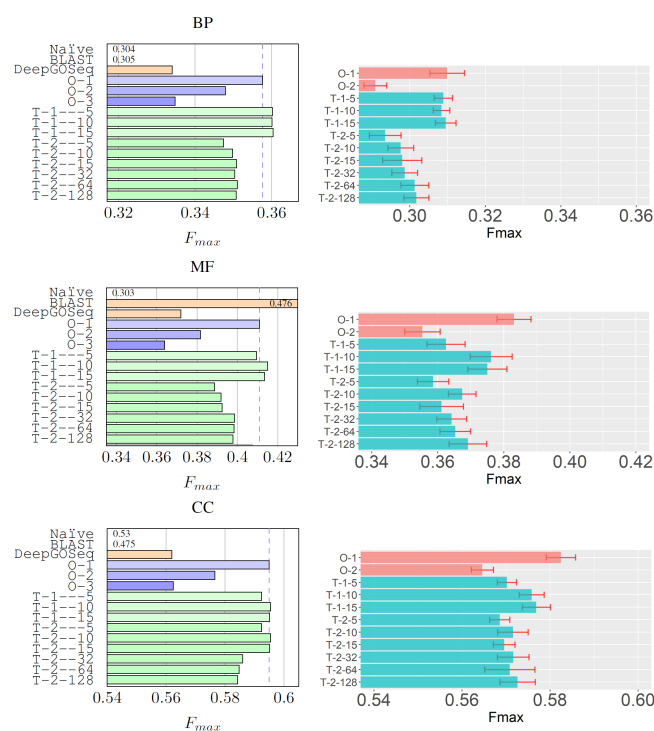 BP
Naïve
0.304
BLAST
0.305
DeepGOSeq
O-1
O-2
O-3
T-1---5
T-1--10
T-1--15
T-2---5
T-2--10
T-2--15
T-2--32
T-2--64
T-2-128
0.32 0.34 0.36
Fmax
O-1
O-2
T-1-5
T-1-10
T-1-15
T-2-5
T-2-10
T-2-15
T-2-32
T-2-64
T-2-128
0.30 0.32 0.34 0.36
Fmax
MF
Naïve
0.303
BLAST
0.476
DeepGOSeq
O-1
O-2
O-3
T-1---5
T-1--10
T-1--15
T-2---5
T-2--10
T-2--15
T-2--32
T-2--64
T-2-128
0.34 0.36 0.38 0.4 0.42
Fmax
O-1
O-2
T-1-5
T-1-10
T-1-15
T-2-5
T-2-10
T-2-15
T-2-32
T-2-64
T-2-128
0.34 0.36 0.38 0.40 0.42
Fmax
CC
Naïve
0.53
BLAST
0.475
DeepGOSeq
O-1
O-2
O-3
T-1---5
T-1--10
T-1--15
T-2---5
T-2--10
T-2--15
T-2--32
T-2--64
T-2-128
0.54 0.56 0.58 0.6
Fmax
O-1
O-2
T-1-5
T-1-10
T-1-15
T-2-5
T-2-10
T-2-15
T-2-32
T-2-64
T-2-128
0.54 0.56 0.58 0.60
Fmax